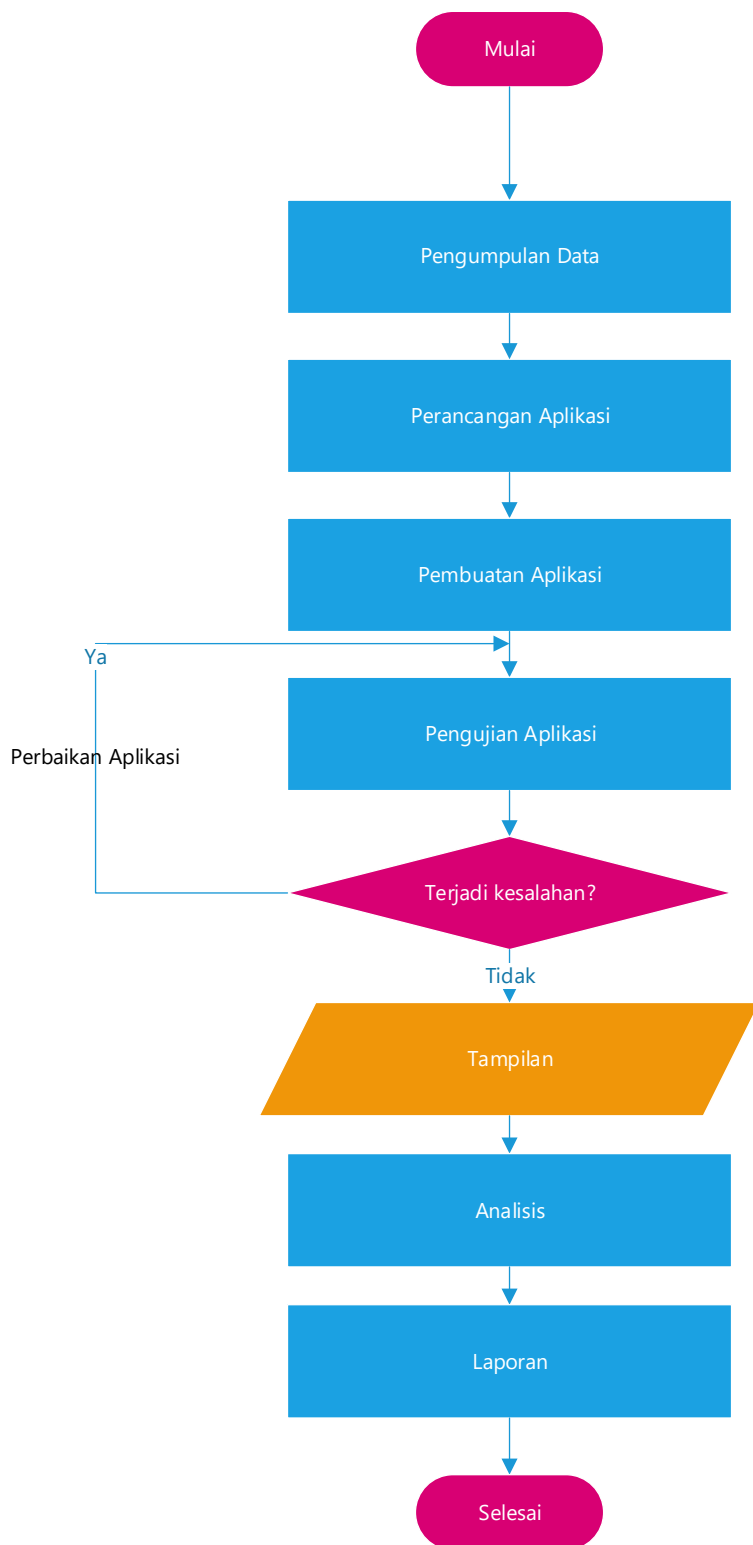 Mulai
Pengumpulan Data
Perancangan Aplikasi
Pembuatan Aplikasi
Ya
Pengujian Aplikasi
Perbaikan Aplikasi
Terjadi kesalahan?
Tidak
Tampilan
Analisis
Laporan
Selesai